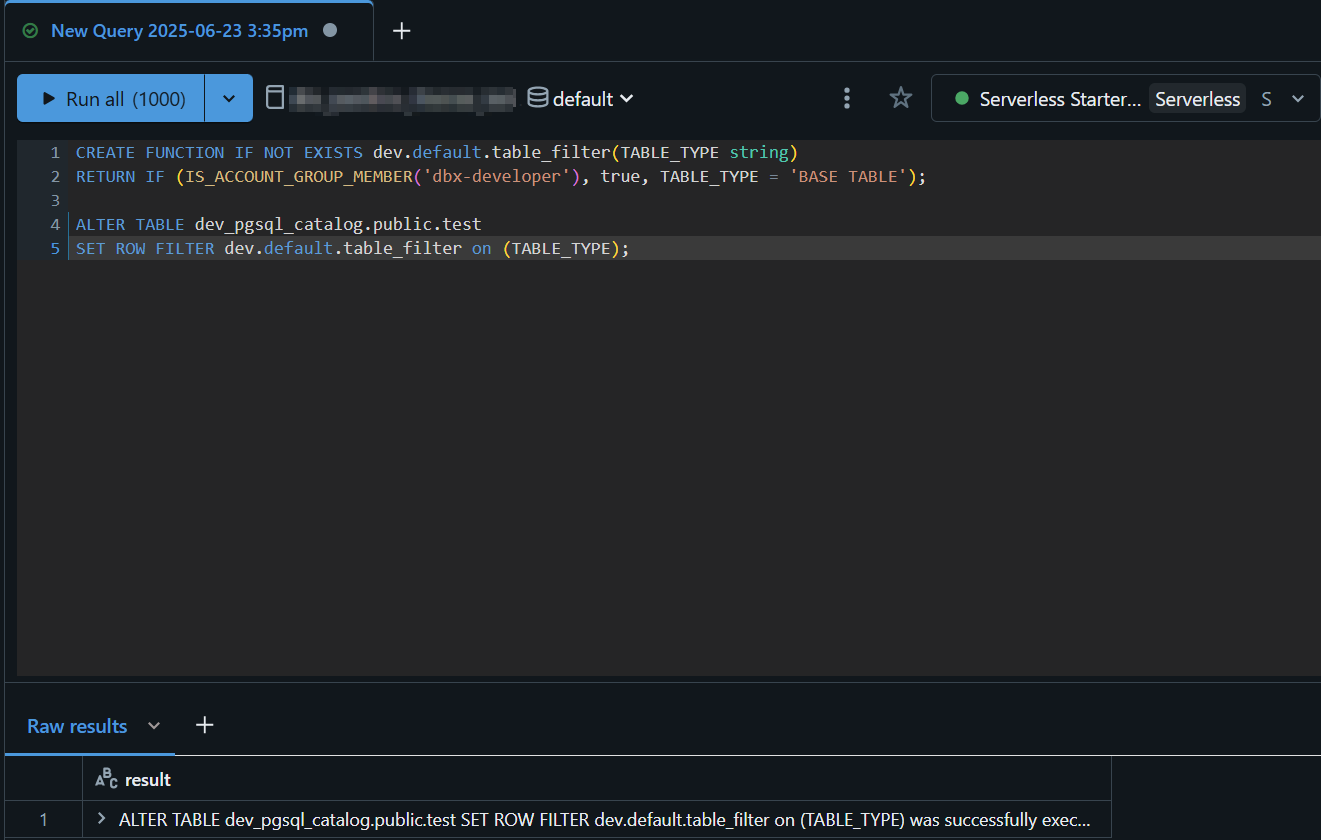 New Query 2025-06-23 3:35pm
Run all (1000) default Serverless Starter... Serverless S
1 CREATE FUNCTION IF NOT EXISTS dev.default.table_filter(TABLE_TYPE string)
2 RETURN IF (IS_ACCOUNT_GROUP_MEMBER('dbx-developer'), true, TABLE_TYPE = 'BASE TABLE');
3
4 ALTER TABLE dev_pgsql_catalog.public.test
5 SET ROW FILTER dev.default.table_filter on (TABLE_TYPE);
Raw results
ABC result
1 ALTER TABLE dev_pgsql_catalog.public.test SET ROW FILTER dev.default.table_filter on (TABLE_TYPE) was successfully exec...